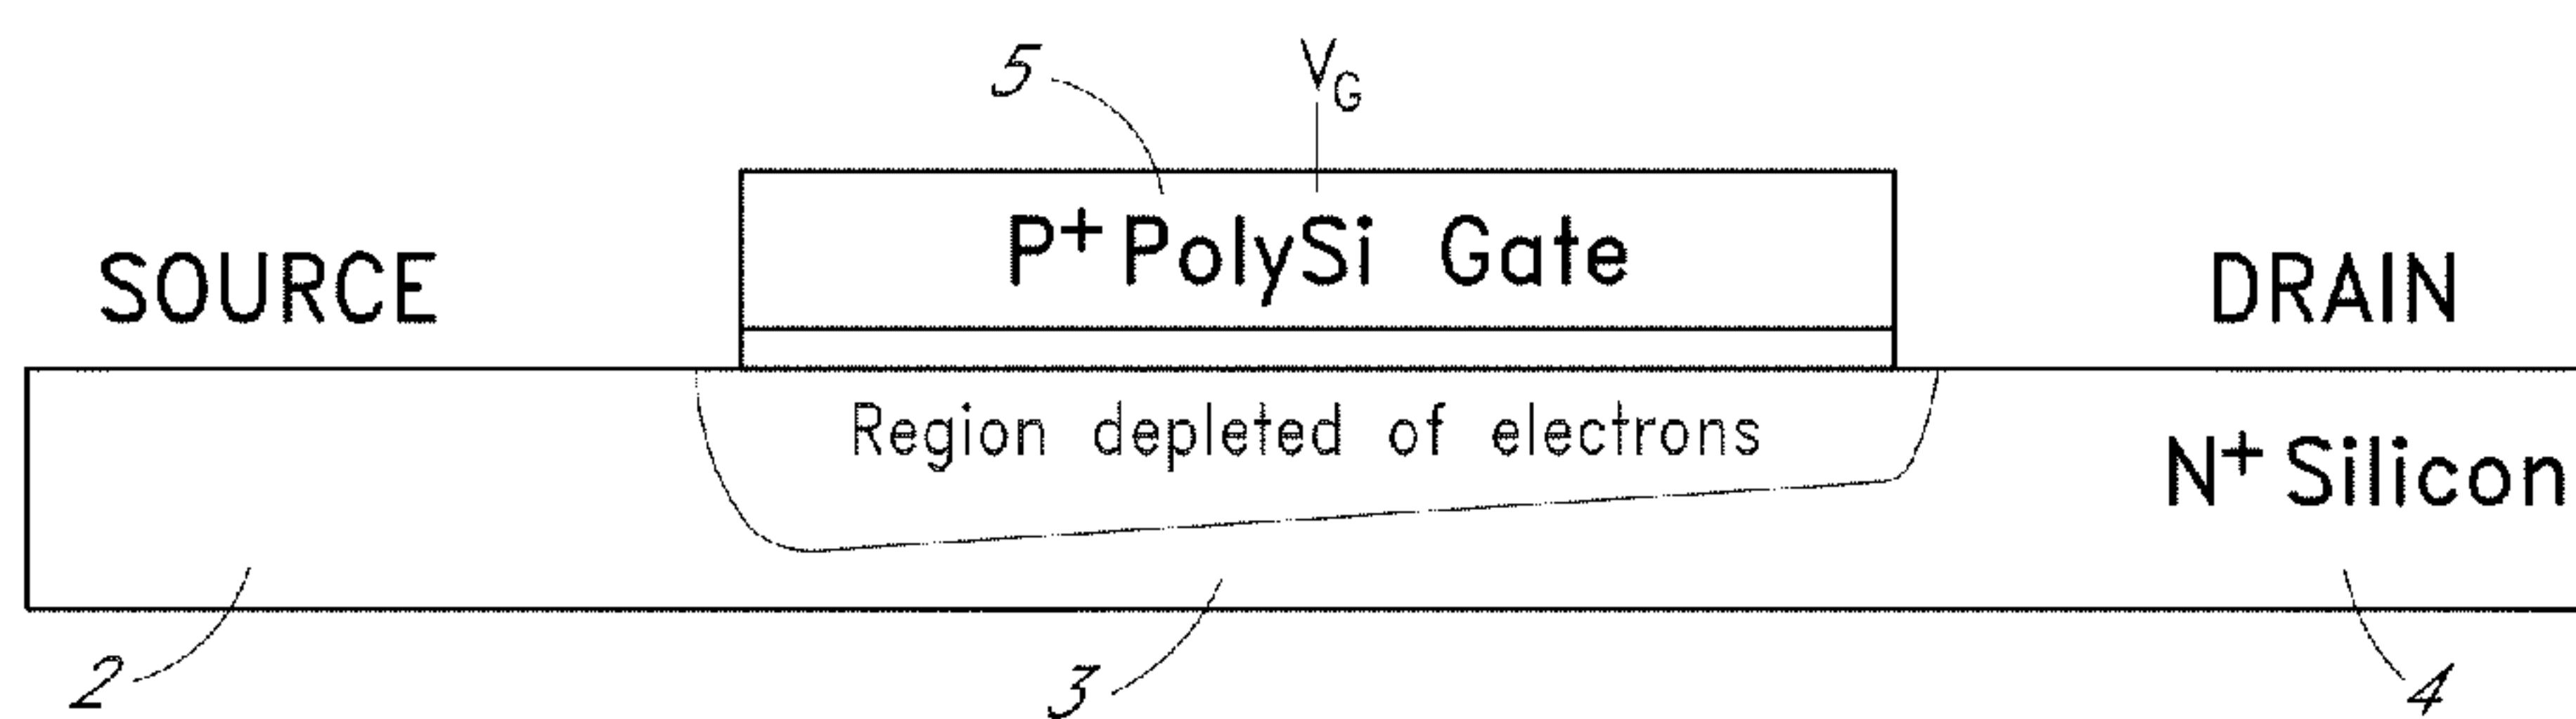 5
V_G
P+ PolySi Gate
SOURCE
DRAIN
Region depleted of electrons
N+ Silicon
2
3
4